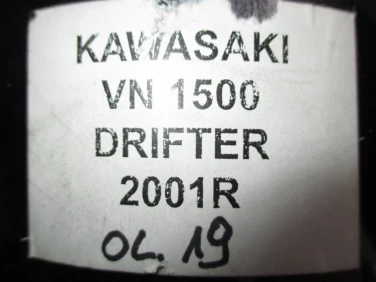 KAWASAKI
VN 1500
DRIFTER
2001R
OL. 19